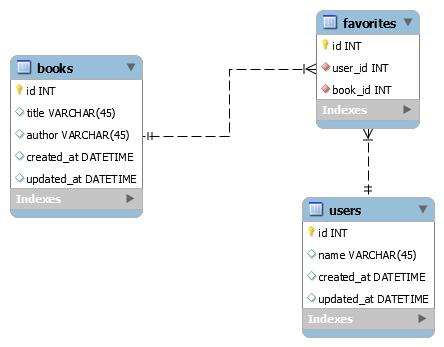 books
id INT
title VARCHAR(45)
author VARCHAR(45)
created_at DATETIME
updated_at DATETIME
Indexes
favorites
id INT
user_id INT
book_id INT
Indexes
users
id INT
name VARCHAR(45)
created_at DATETIME
updated_at DATETIME
Indexes